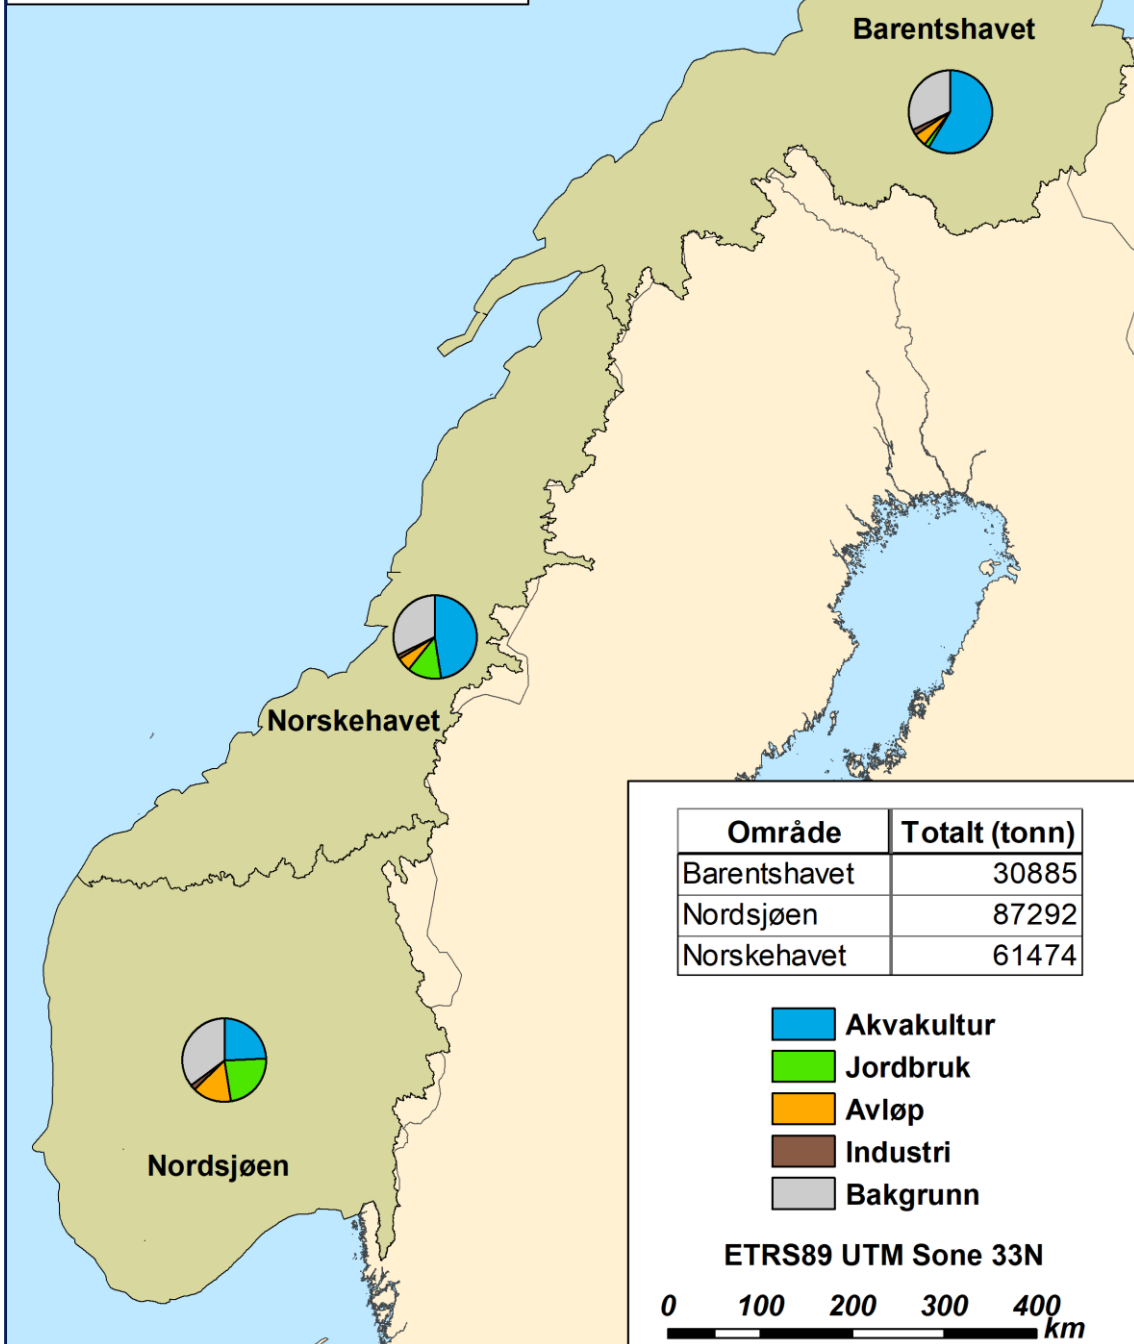 Barentshavet
Norskehavet
Nordsjøen
Område Totalt (tonn)
Barentshavet 30885
Nordsjøen 87292
Norskehavet 61474
Akvakultur
Jordbruk
Avløp
Industri
Bakgrunn
ETRS89 UTM Sone 33N
0 100 200 300 400
km